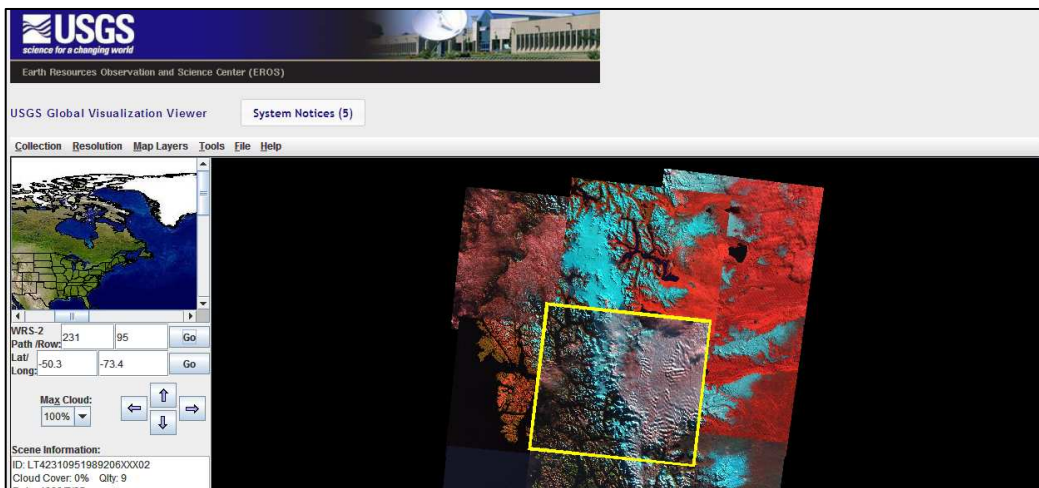 USGS
science for a changing world
Earth Resources Observation and Science Center (EROS)
USGS Global Visualization Viewer
System Notices (5)
Collection Resolution Map Layers Tools File Help
WRS-2
Path /Row: 231 95 Go
Lat/
Long: -50.3 -73.4 Go
Max Cloud:
100%
Scene Information:
ID: LT42310951989206XXX02
Cloud Cover: 0% Qlty: 9